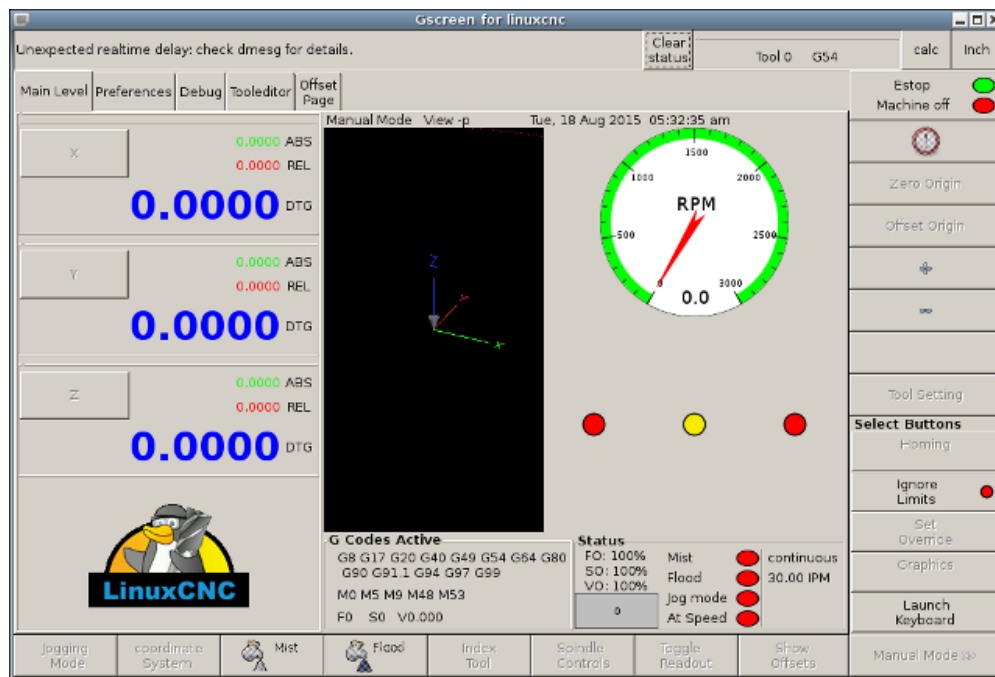 Gscreen for linuxcnc
Unexpected realtime delay: check dmesg for details.
Clear
status
Tool 0 G54
calc
Inch
Main Level
Preferences
Debug
Tooleditor
Offset
Page
Estop
Machine off
Manual Mode View -p Tue, 18 Aug 2015 05:32:35 am
X
0.0000 ABS
0.0000 REL
0.0000 DTG
Y
0.0000 ABS
0.0000 REL
0.0000 DTG
Z
0.0000 ABS
0.0000 REL
0.0000 DTG
LinuxCNC
Z
Y
X
RPM
0
500
1000
1500
2000
2500
3000
0.0
Zero Origin
Offset Origin
Tool Setting
Select Buttons
Homing
Ignore
Limits
Set
Override
Graphics
Launch
Keyboard
G Codes Active
G8 G17 G20 G40 G49 G54 G64 G80
G90 G91.1 G94 G97 G99
M0 M5 M9 M48 M53
F0 S0 V0.000
Status
FO: 100%
SO: 100%
VO: 100%
0
Mist
Flood
Jog mode
At Speed
continuous
30.00 IPM
Jogging
Mode
coordinate
System
Mist
Flood
Index
Tool
Spindle
Controls
Toggle
Readout
Show
Offsets
Manual Mode >>